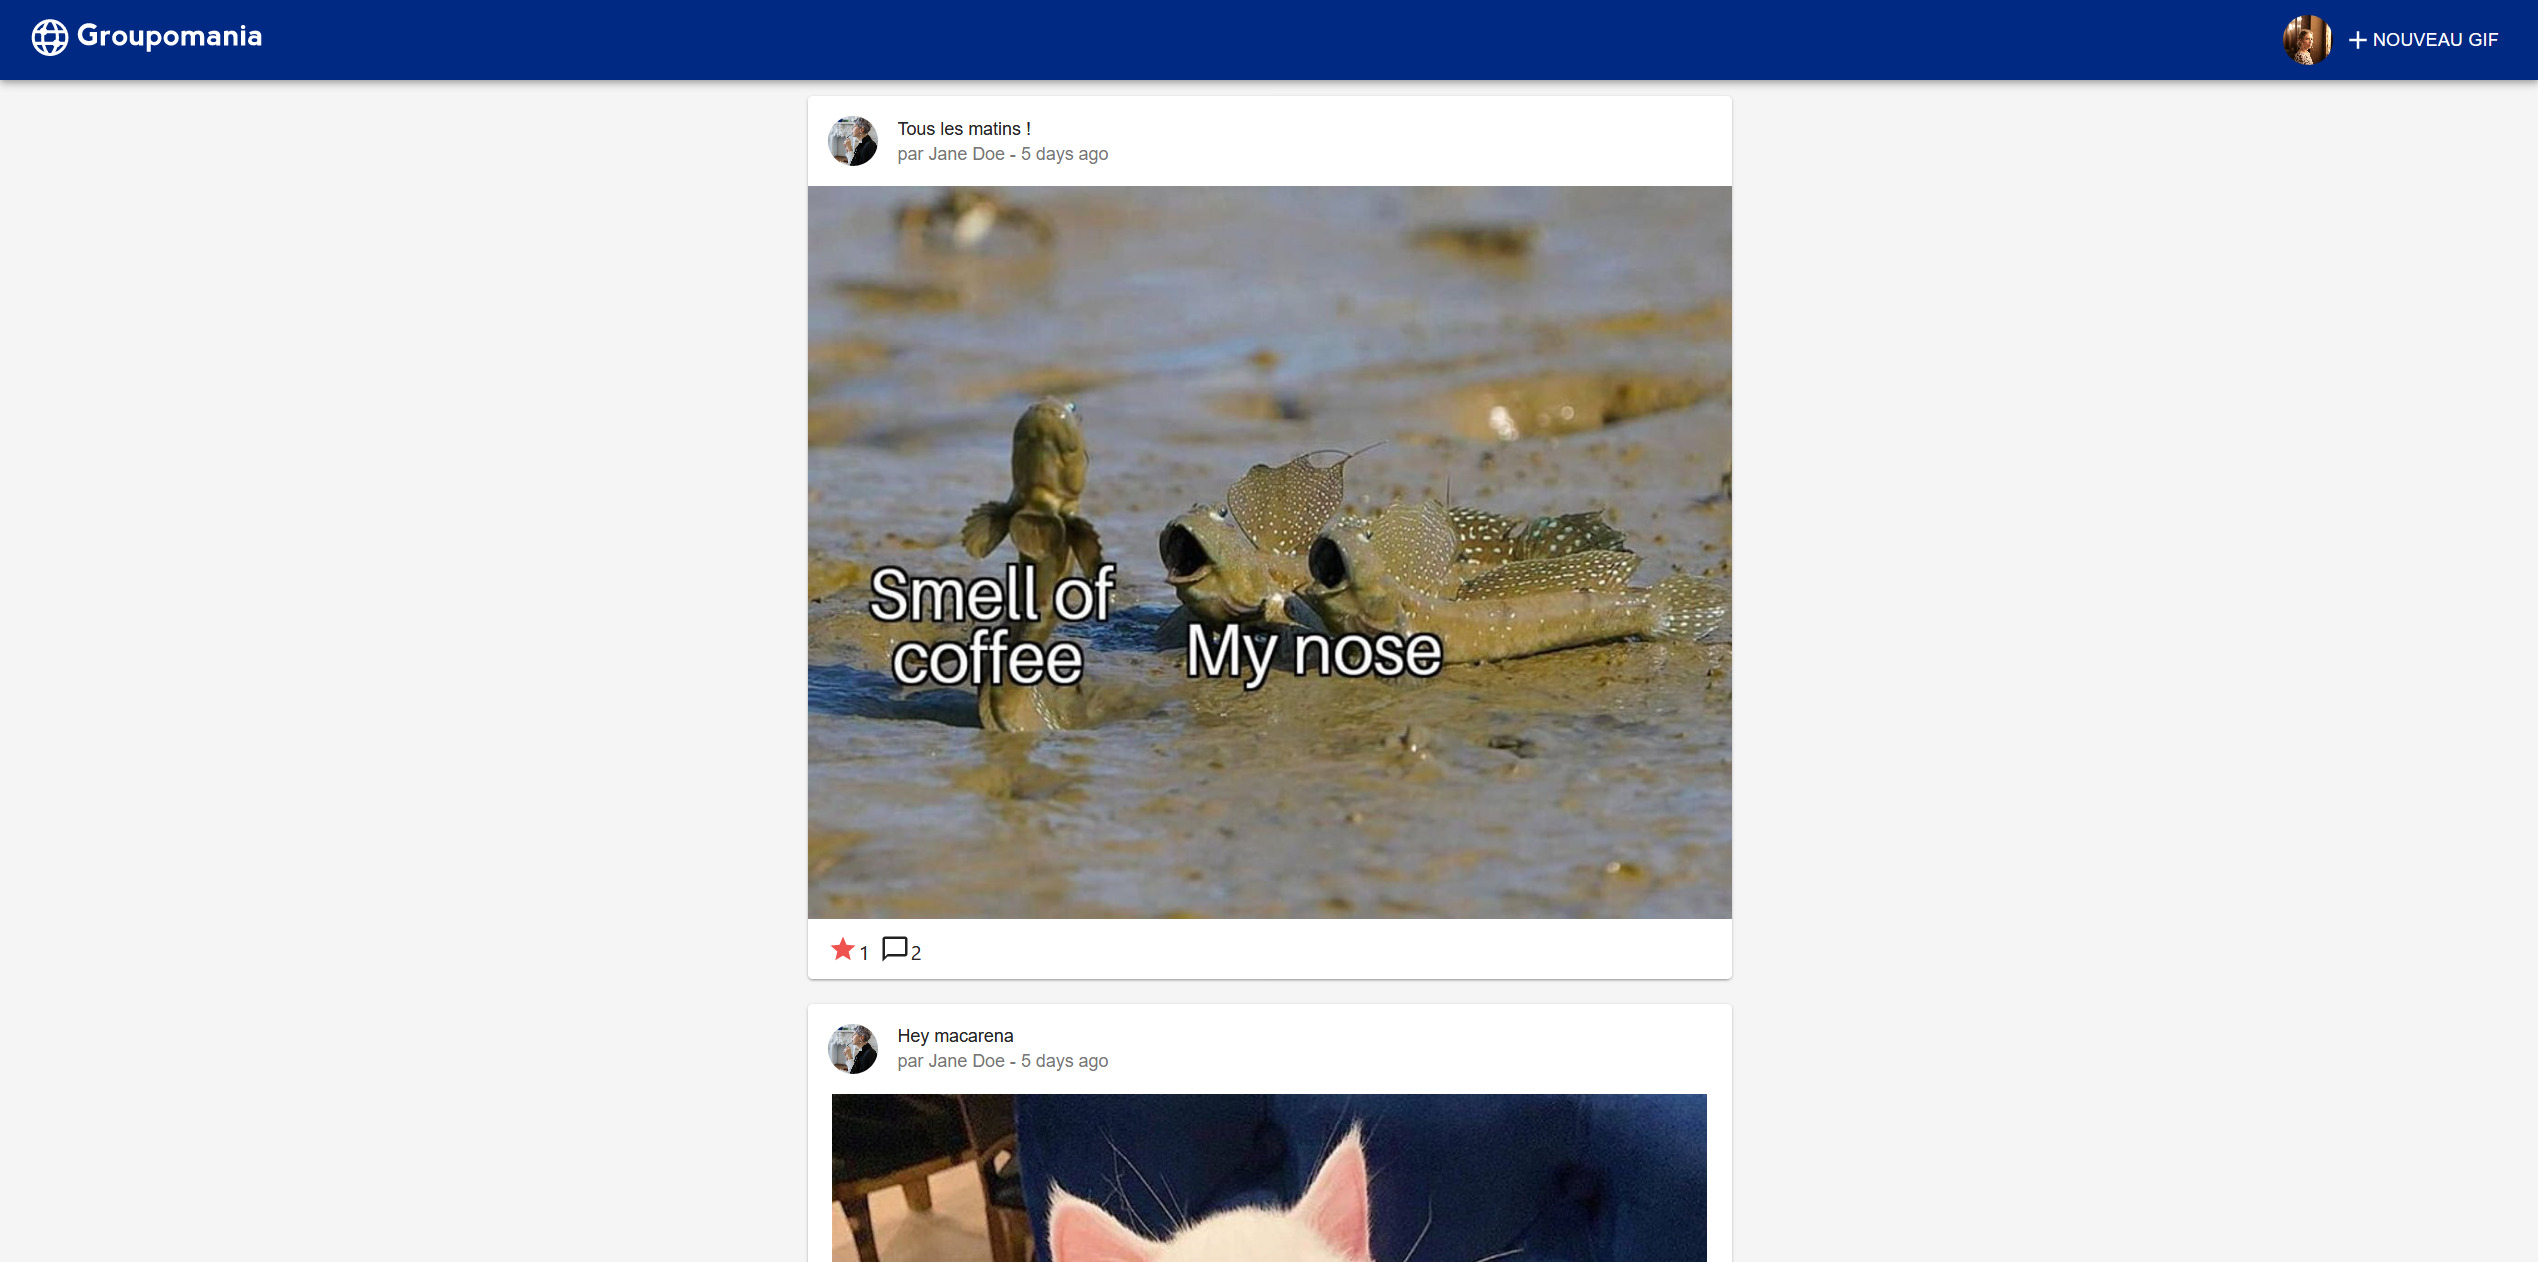 Groupomania
NOUVEAU GIF
Tous les matins !
par Jane Doe - 5 days ago
Smell of
coffee
My nose
1
2
Hey macarena
par Jane Doe - 5 days ago